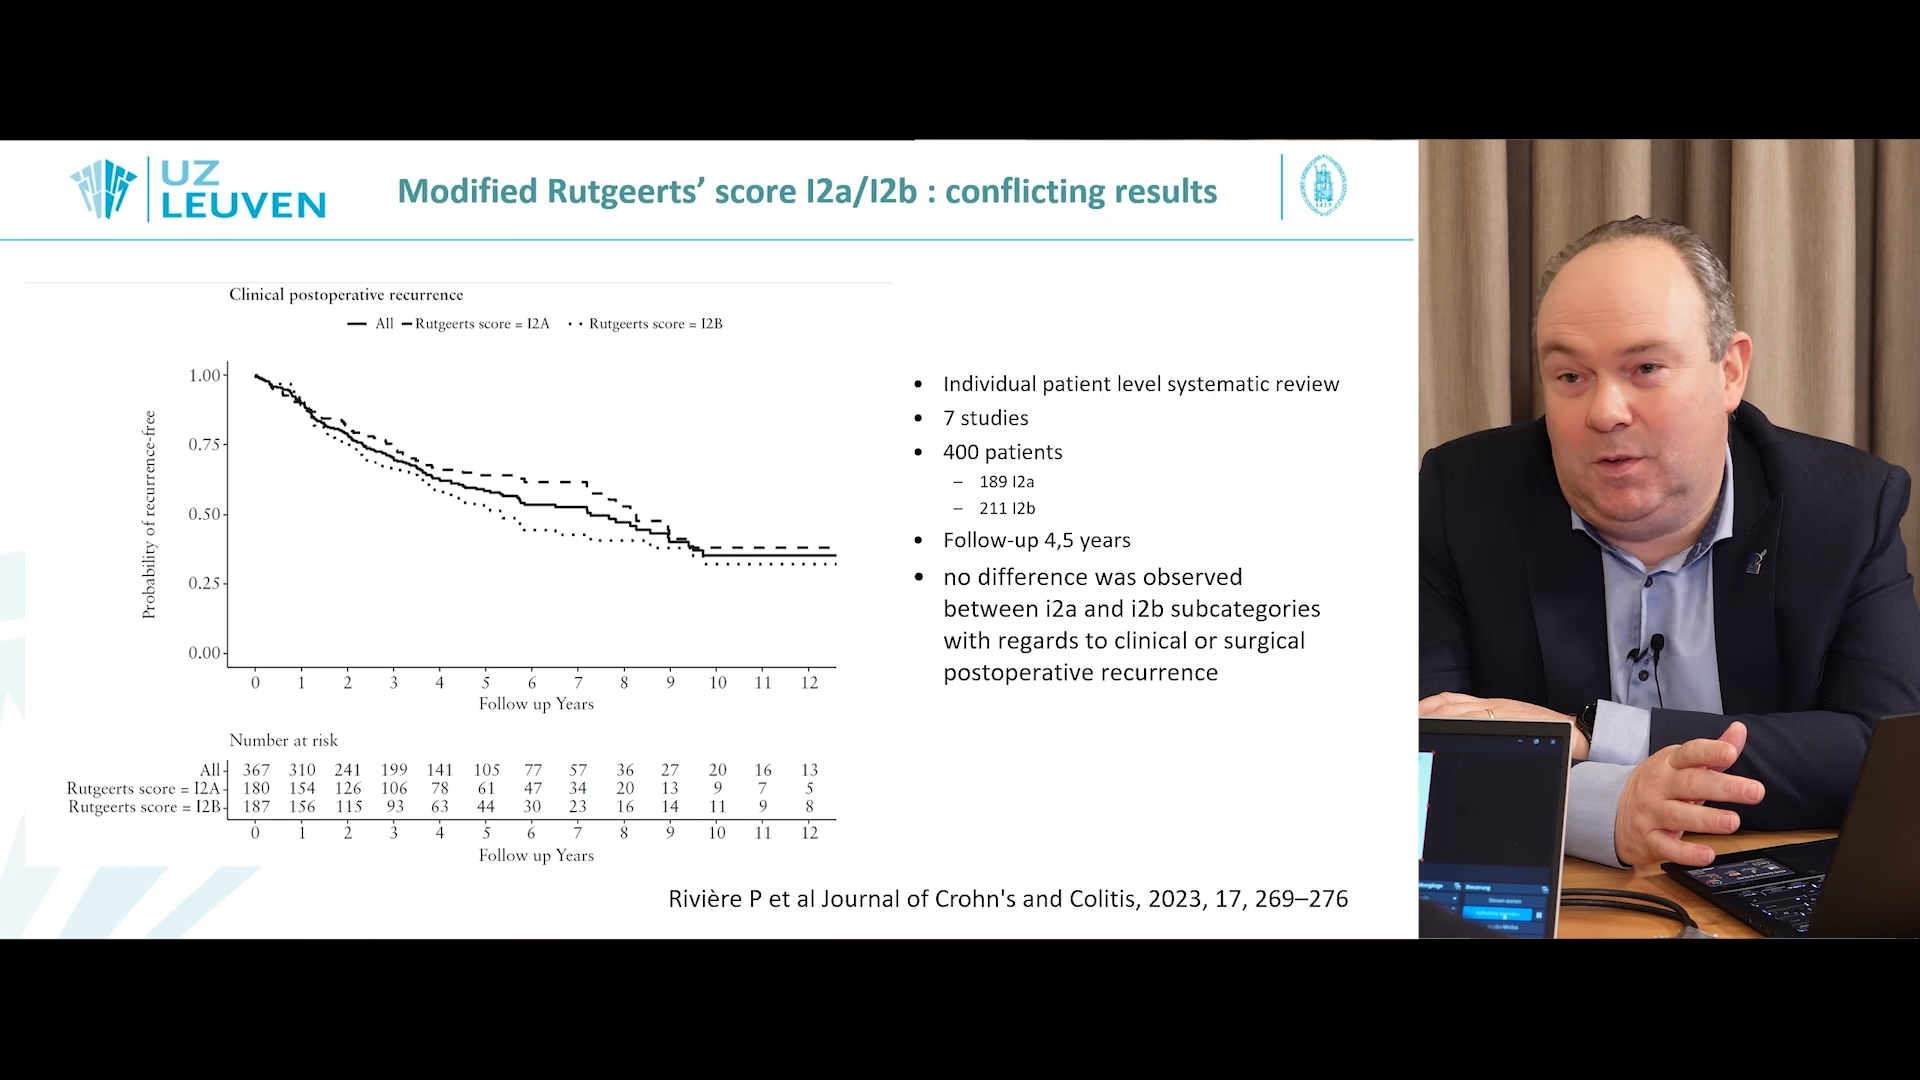 UZ
LEUVEN
Modified Rutgeerts’ score I2a/I2b : conflicting results
Clinical postoperative recurrence
All Rutgeerts score = I2A Rutgeerts score = I2B
Probability of recurrence-free
1.00
0.75
0.50
0.25
0.00
0 1 2 3 4 5 6 7 8 9 10 11 12
Follow up Years
Number at risk
All 367 310 241 199 141 105 77 57 36 27 20 16 13
Rutgeerts score = I2A 180 154 126 106 78 61 47 34 20 13 9 7 5
Rutgeerts score = I2B 187 156 115 93 63 44 30 23 16 14 11 9 8
0 1 2 3 4 5 6 7 8 9 10 11 12
Follow up Years
• Individual patient level systematic review
• 7 studies
• 400 patients
– 189 I2a
– 211 I2b
• Follow-up 4,5 years
• no difference was observed
between i2a and i2b subcategories
with regards to clinical or surgical
postoperative recurrence
Rivière P et al Journal of Crohn's and Colitis, 2023, 17, 269–276